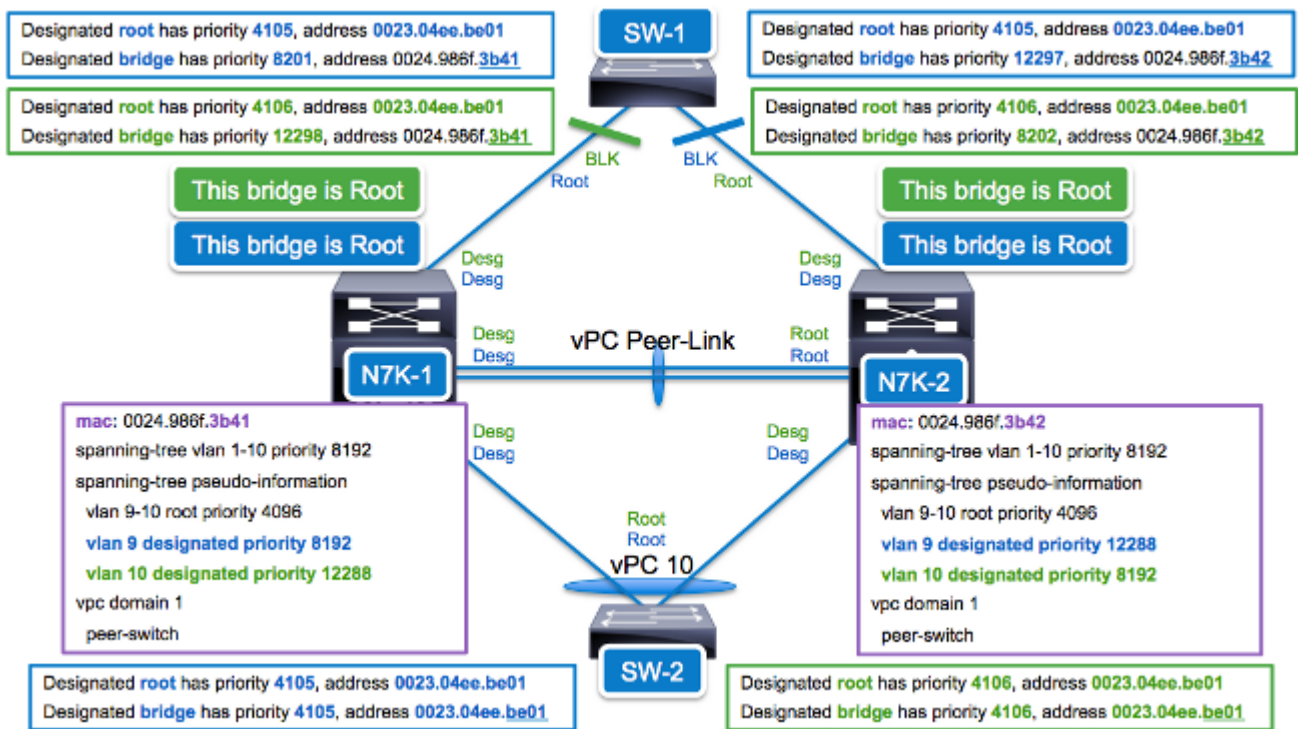 Designated root has priority 4105, address 0023.04ee.be01
Designated bridge has priority 8201, address 0024.986f.3b41
SW-1
Designated root has priority 4105, address 0023.04ee.be01
Designated bridge has priority 12297, address 0024.986f.3b42
Designated root has priority 4106, address 0023.04ee.be01
Designated bridge has priority 12298, address 0024.986f.3b41
Designated root has priority 4106, address 0023.04ee.be01
Designated bridge has priority 8202, address 0024.986f.3b42
BLK
Root
BLK
Root
This bridge is Root
This bridge is Root
This bridge is Root
This bridge is Root
Desg
Desg
Desg
Desg
Desg
Desg
vPC Peer-Link
Root
Root
N7K-1
N7K-2
mac: 0024.986f.3b41
spanning-tree vlan 1-10 priority 8192
spanning-tree pseudo-information
vlan 9-10 root priority 4096
vlan 9 designated priority 8192
vlan 10 designated priority 12288
vpc domain 1
peer-switch
Desg
Desg
Desg
Desg
mac: 0024.986f.3b42
spanning-tree vlan 1-10 priority 8192
spanning-tree pseudo-information
vlan 9-10 root priority 4096
vlan 9 designated priority 12288
vlan 10 designated priority 8192
vpc domain 1
peer-switch
Root
Root
vPC 10
SW-2
Designated root has priority 4105, address 0023.04ee.be01
Designated bridge has priority 4105, address 0023.04ee.be01
Designated root has priority 4106, address 0023.04ee.be01
Designated bridge has priority 4106, address 0023.04ee.be01